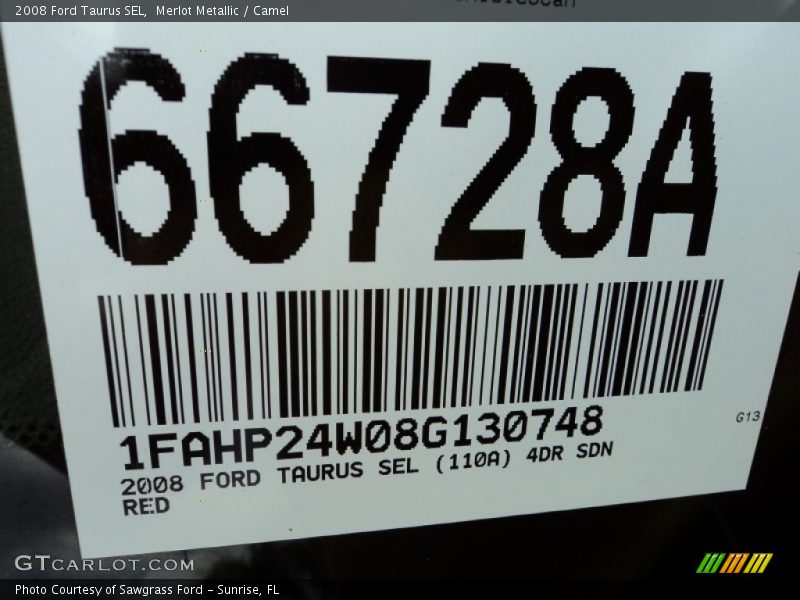 2008 Ford Taurus SEL,  Merlot Metallic / Camel
66728A
1FAHP24W08G130748
2008 FORD TAURUS SEL (110A) 4DR SDN
RED
G13
GTCARLOT.COM
Photo Courtesy of Sawgrass Ford - Sunrise, FL